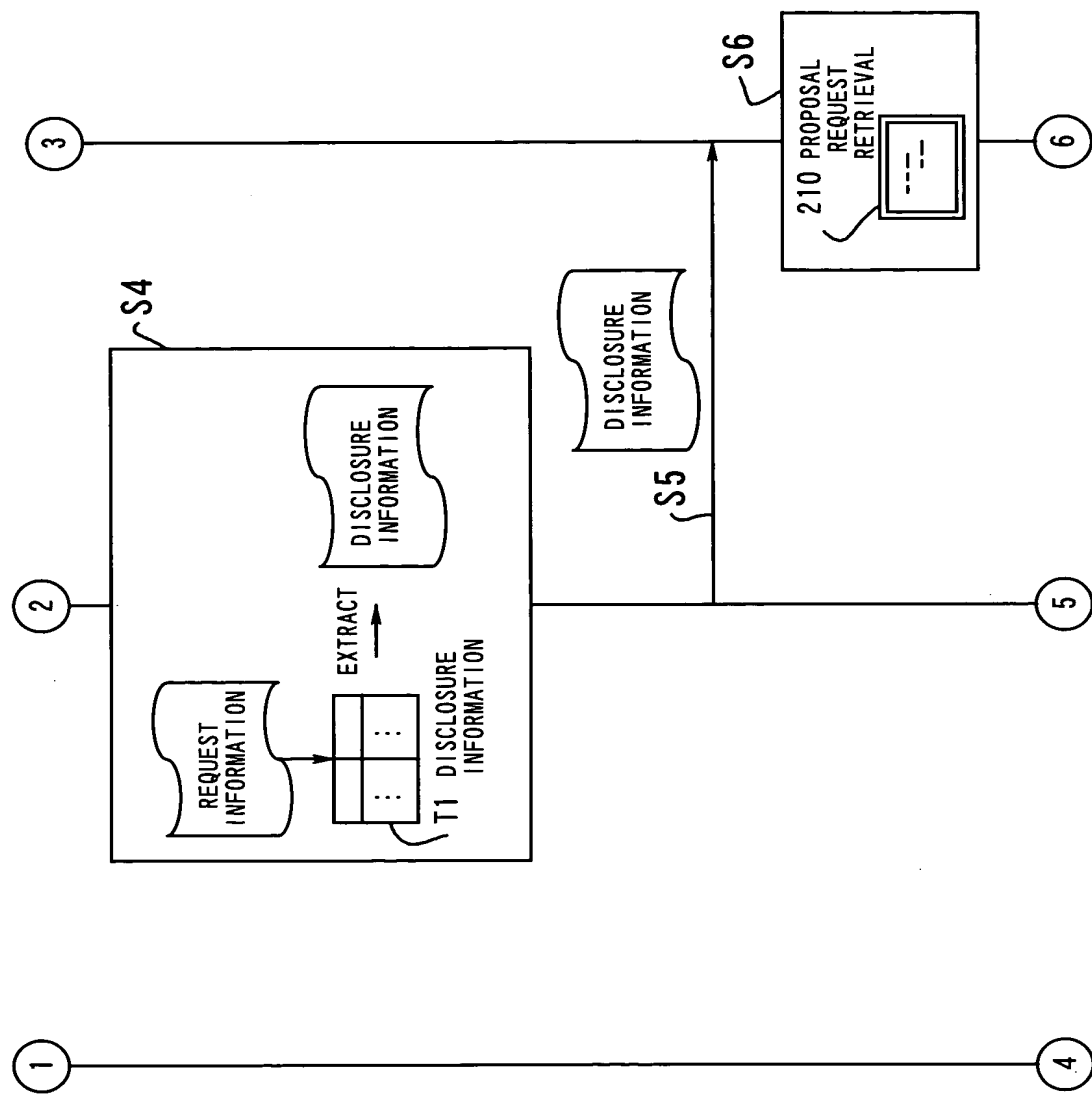 1
2
3
S4
REQUEST
INFORMATION
EXTRACT
DISCLOSURE
INFORMATION
T1 DISCLOSURE
INFORMATION
DISCLOSURE
INFORMATION
S5
S6
210 PROPOSAL
REQUEST
RETRIEVAL
4
5
6